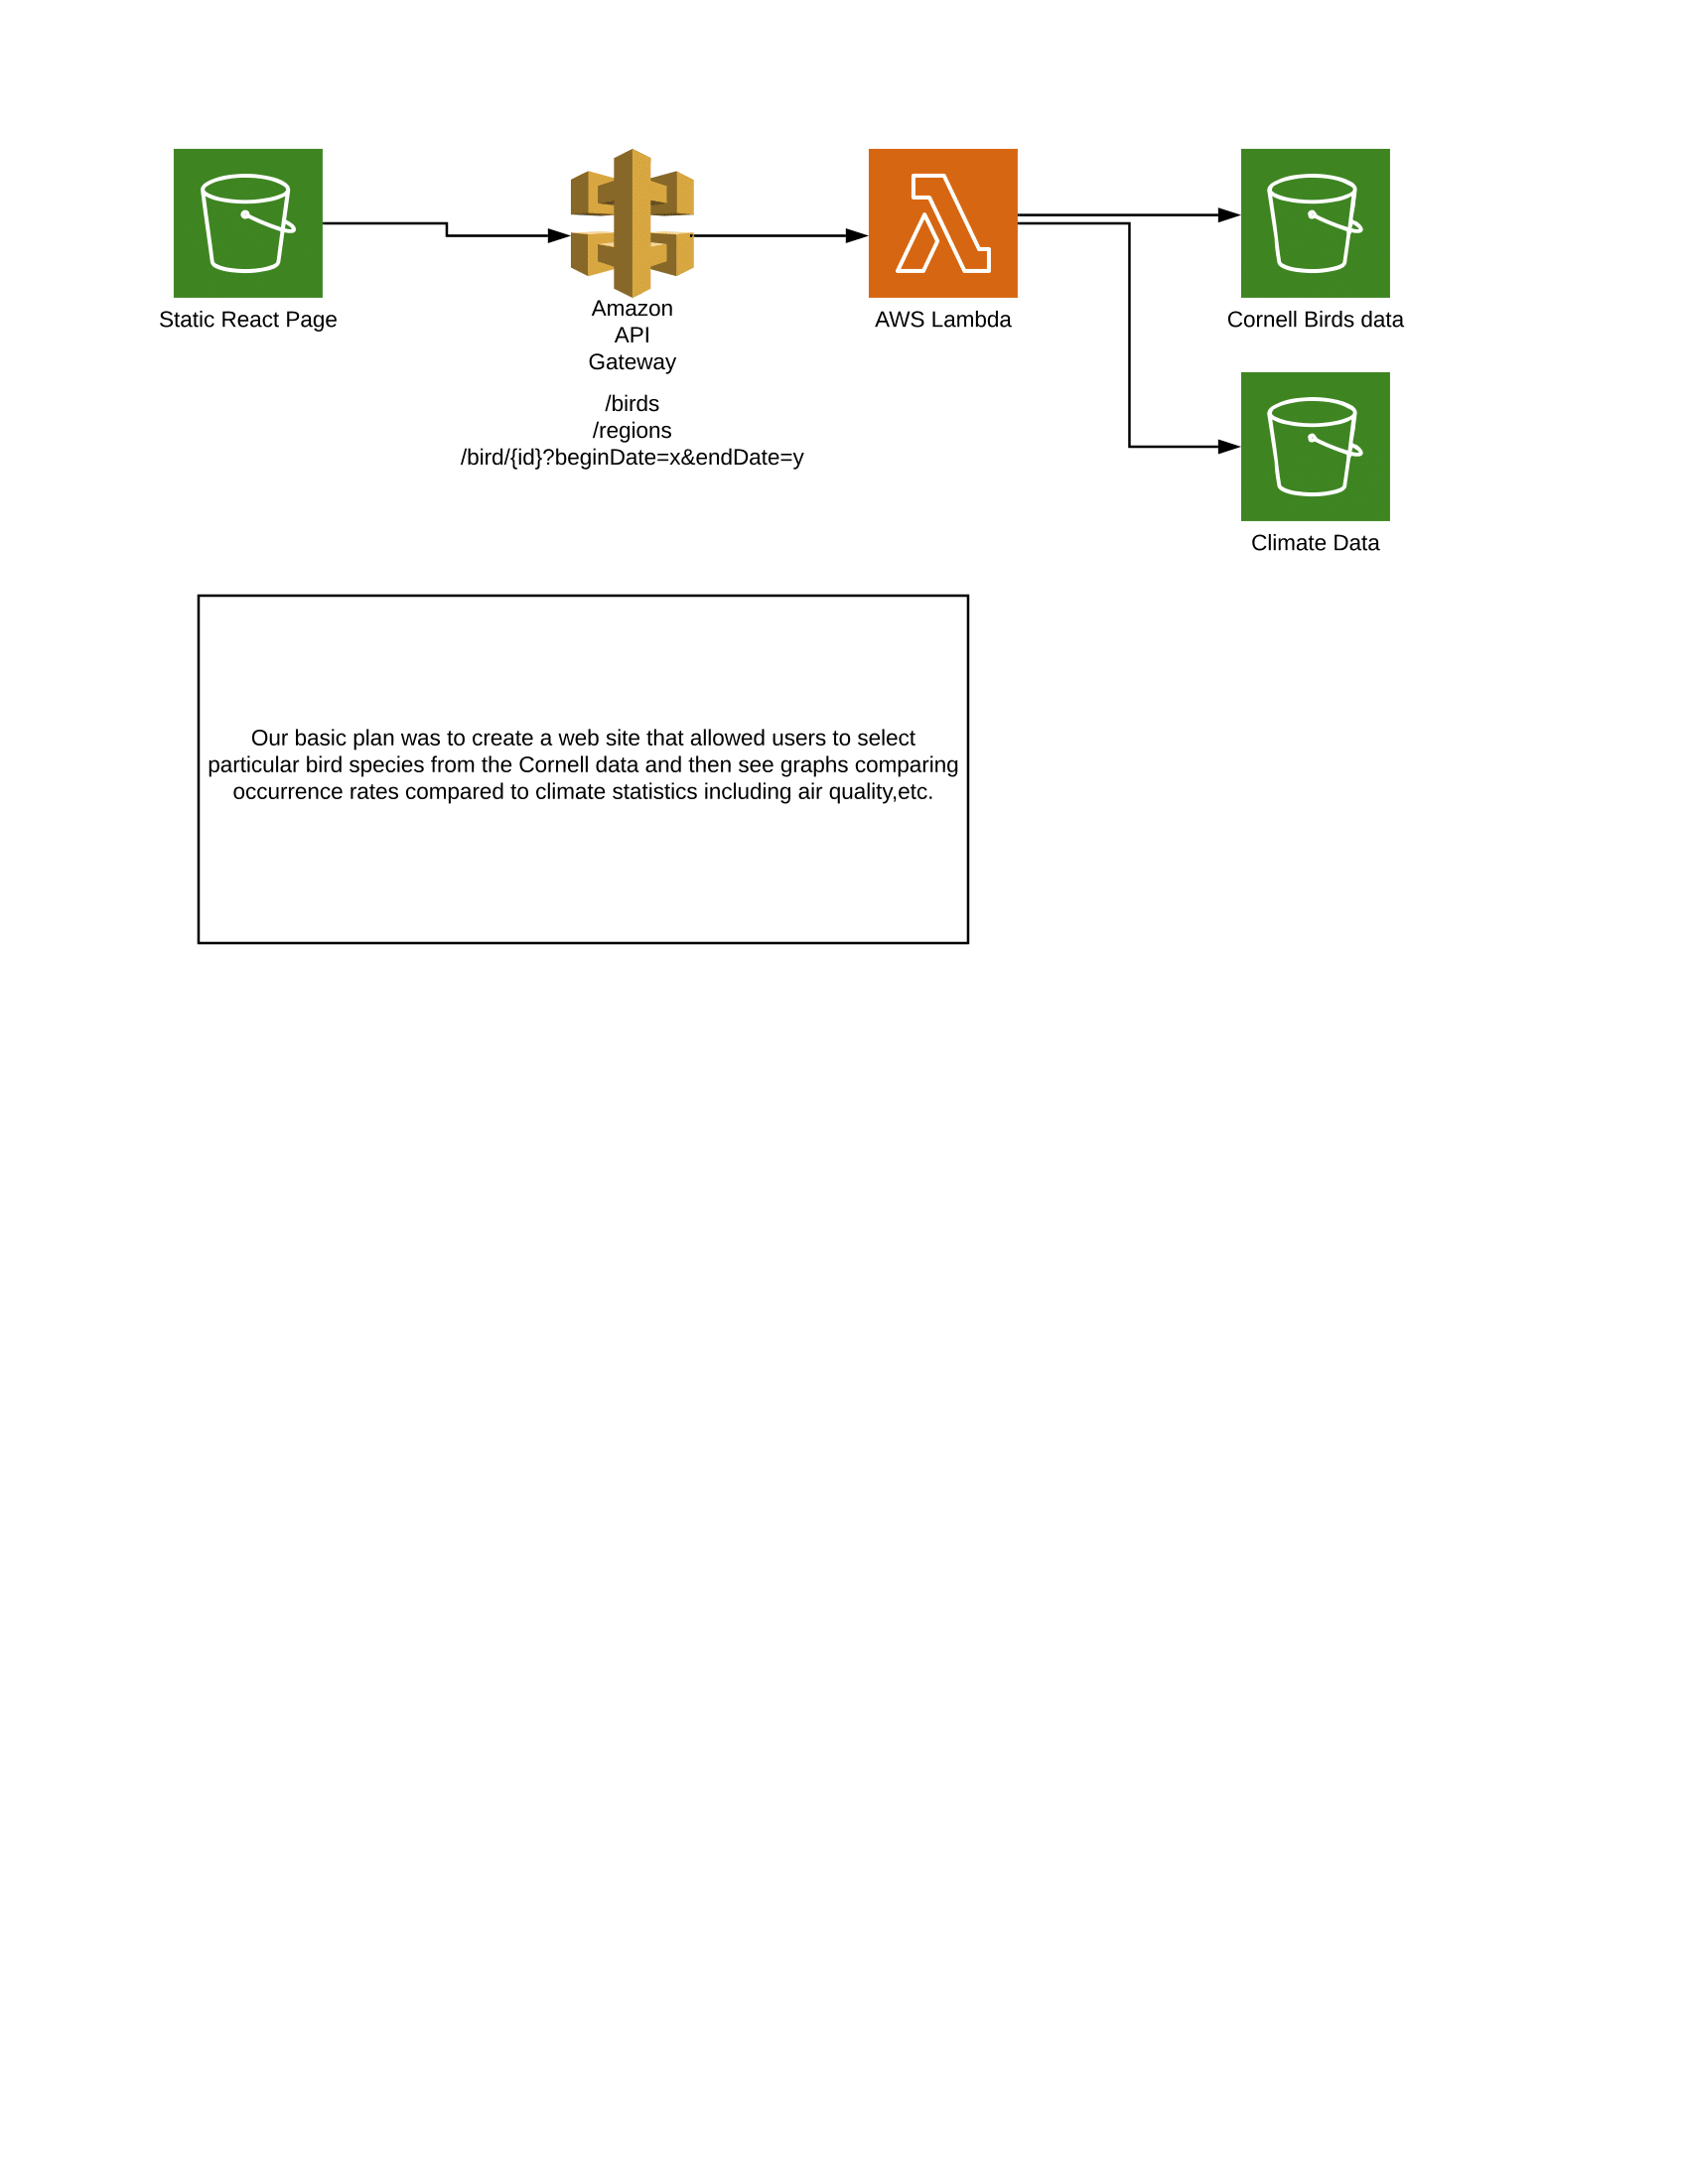 Static React Page
Amazon
API
Gateway
/birds
/regions
/bird/{id}?beginDate=x&endDate=y
AWS Lambda
Cornell Birds data
Climate Data
Our basic plan was to create a web site that allowed users to select
particular bird species from the Cornell data and then see graphs comparing
occurrence rates compared to climate statistics including air quality,etc.